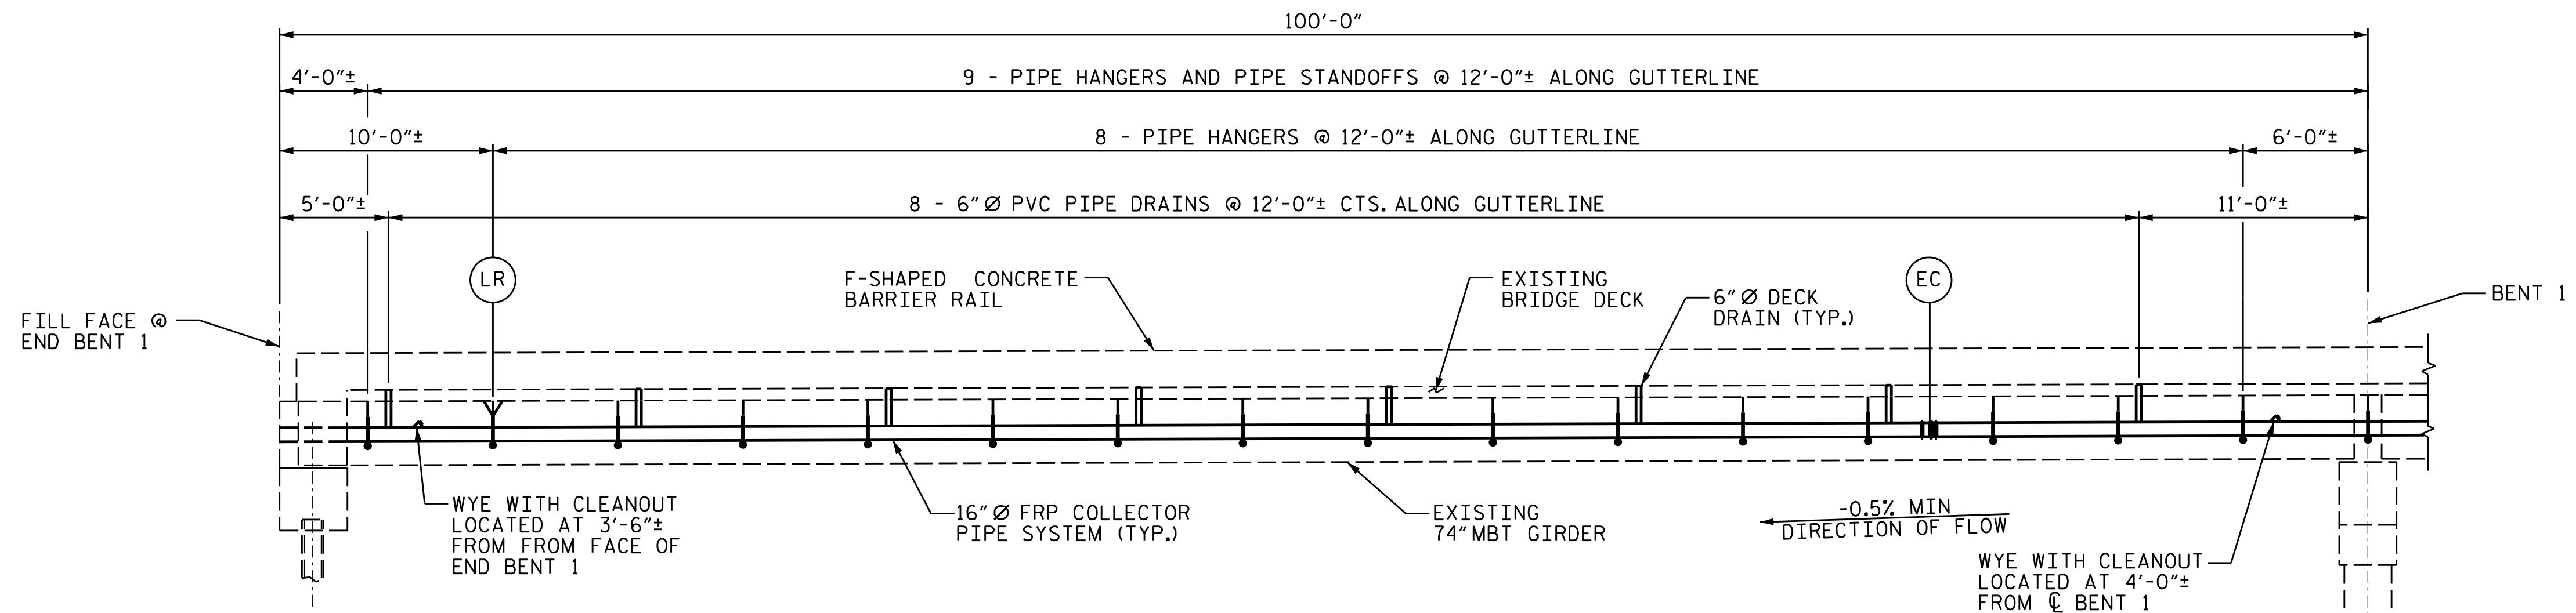 100'-0"
4'-0"±
9 - PIPE HANGERS AND PIPE STANDOFFS @ 12'-0"± ALONG GUTTERLINE
10'-0"±
8 - PIPE HANGERS @ 12'-0"± ALONG GUTTERLINE
6'-0"±
5'-0"±
8 - 6"Ø PVC PIPE DRAINS @ 12'-0"± CTS. ALONG GUTTERLINE
11'-0"±
LR
F-SHAPED CONCRETE
BARRIER RAIL
EXISTING
BRIDGE DECK
6"Ø DECK
DRAIN (TYP.)
EC
BENT 1
FILL FACE @
END BENT 1
WYE WITH CLEANOUT
LOCATED AT 3'-6"±
FROM FROM FACE OF
END BENT 1
16"Ø FRP COLLECTOR
PIPE SYSTEM (TYP.)
EXISTING
74"MBT GIRDER
-0.5% MIN
DIRECTION OF FLOW
WYE WITH CLEANOUT
LOCATED AT 4'-0"±
FROM ℄ BENT 1